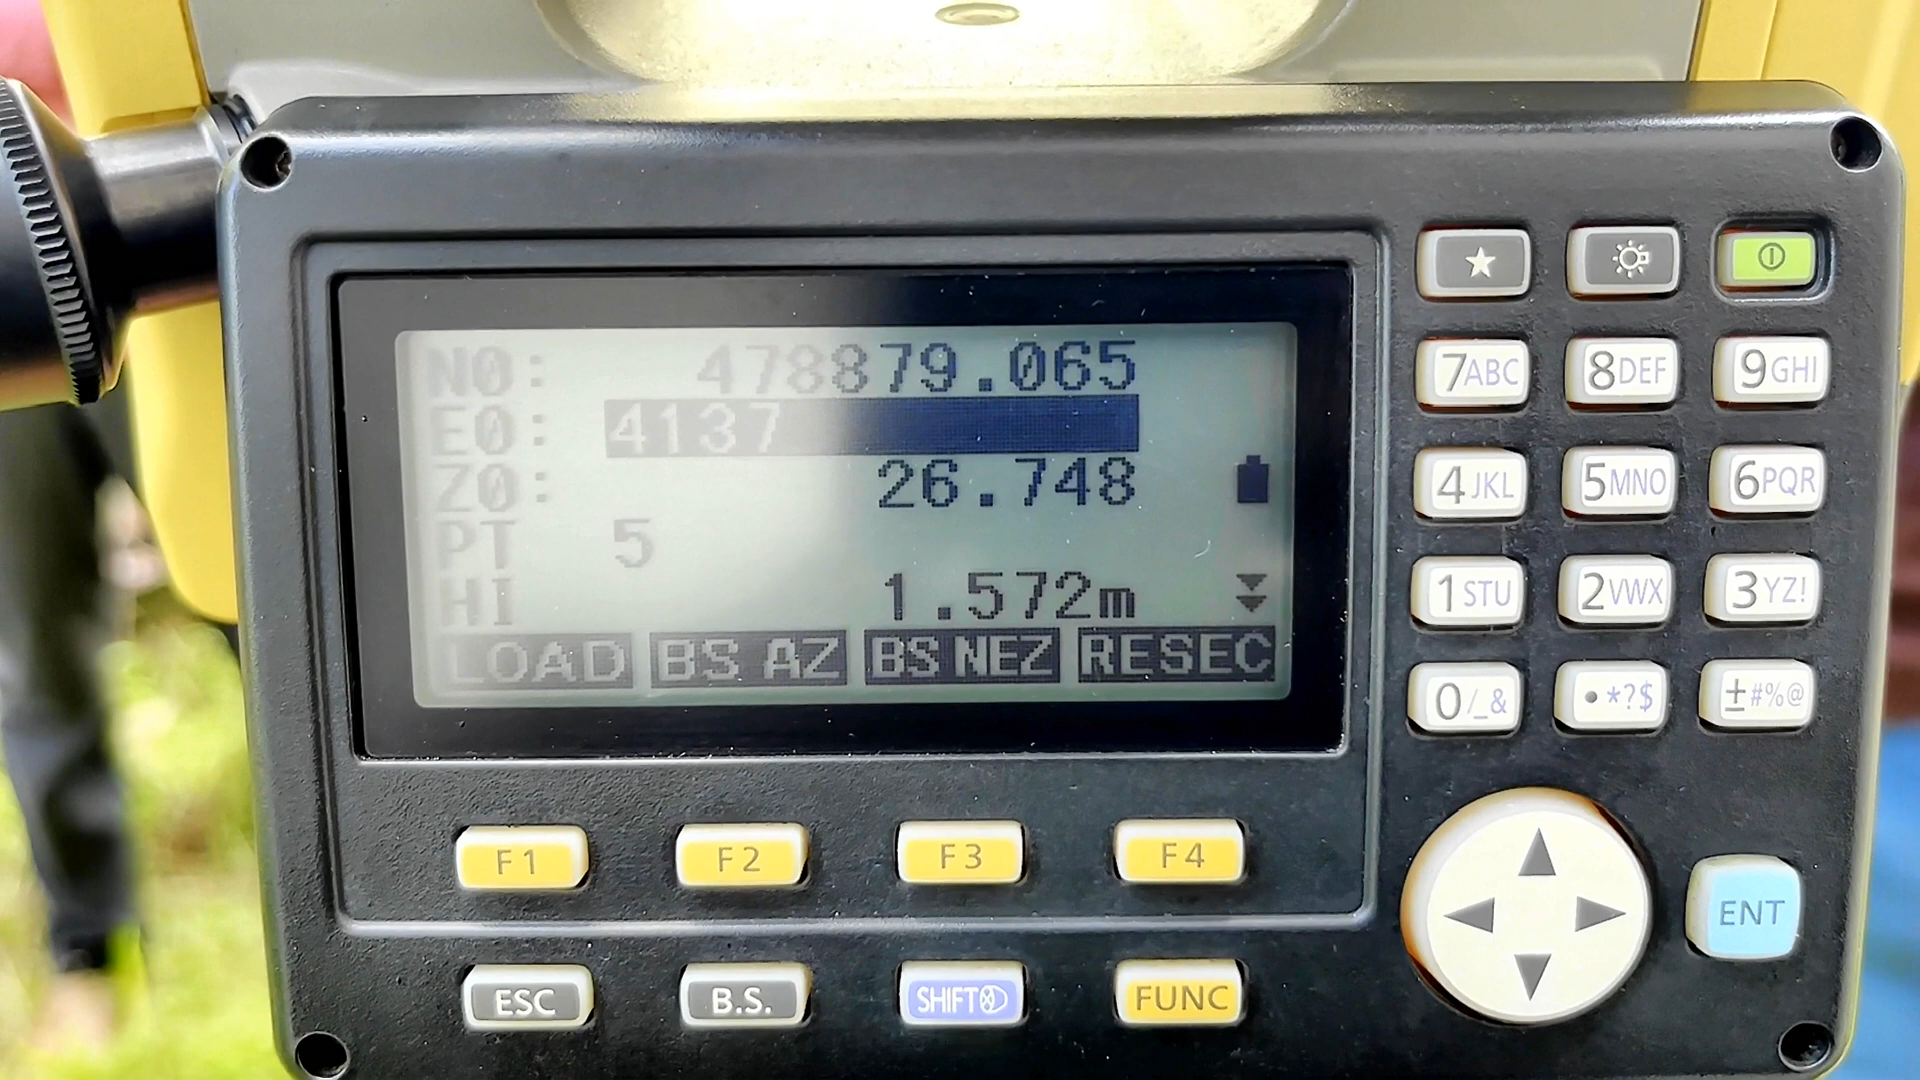 N0: 478879.065
E0: 4137
Z0: 26.748
PT 5
HI 1.572m
LOAD BS AZ BS NEZ RESEC
7ABC 8DEF 9GHI
4JKL 5MNO 6PQR
1STU 2VWX 3YZ!
0/_& •*?$ ±#%@
F1 F2 F3 F4
ENT
ESC B.S. SHIFT FUNC